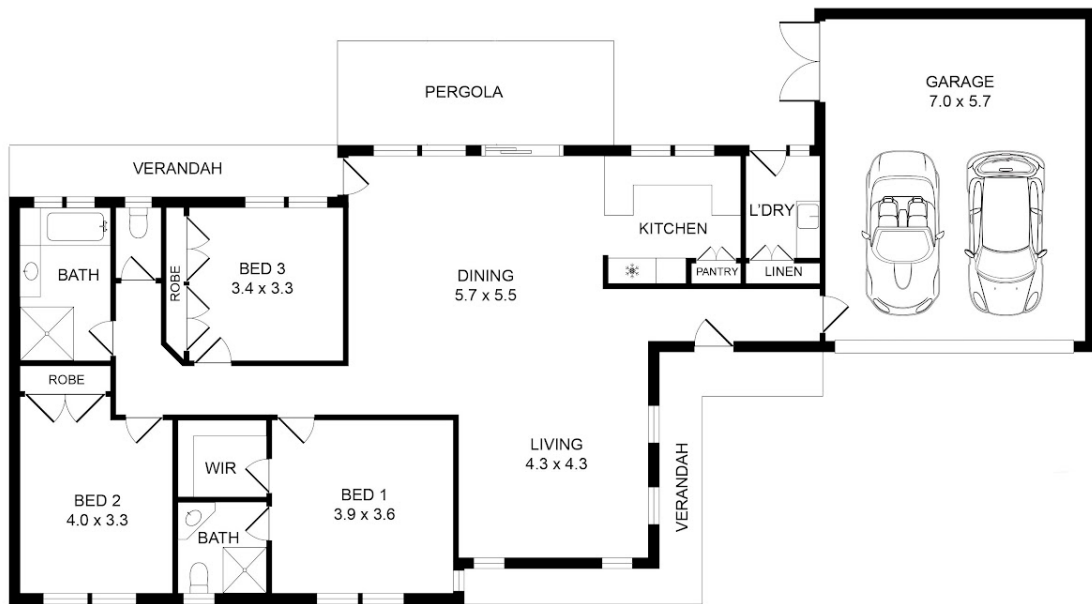 GARAGE
7.0 x 5.7
PERGOLA
VERANDAH
L'DRY
KITCHEN
BATH
ROBE
BED 3
3.4 x 3.3
DINING
5.7 x 5.5
PANTRY
LINEN
ROBE
LIVING
4.3 x 4.3
VERANDAH
WIR
BED 2
4.0 x 3.3
BED 1
3.9 x 3.6
BATH